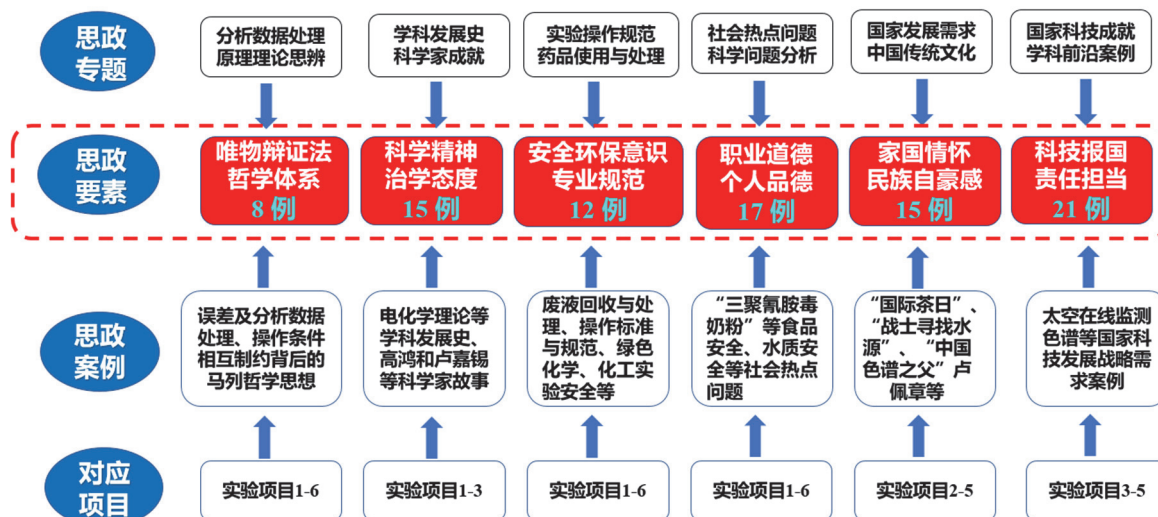 思政
专题
分析数据处理
原理理论思辨
学科发展史
科学家成就
实验操作规范
药品使用与处理
社会热点问题
科学问题分析
国家发展需求
中国传统文化
国家科技成就
学科前沿案例
思政
要素
唯物辩证法
哲学体系
8 例
科学精神
治学态度
15 例
安全环保意识
专业规范
12 例
职业道德
个人品德
17 例
家国情怀
民族自豪感
15 例
科技报国
责任担当
21 例
思政
案例
误差及分析数据
处理、操作条件
相互制约背后的
马列哲学思想
电化学理论等
学科发展史、
高鸿和卢嘉锡
等科学家故事
废液回收与处
理、操作标准
与规范、绿色
化学、化工实
验安全等
“三聚氰胺毒
奶粉”等食品
安全、水质安
全等社会热点
问题
“国际茶日”、
“战士寻找水
源”、“中国
色谱之父”卢
佩章等
太空在线监测
色谱等国家科
技发展战略需
求案例
对应
项目
实验项目1-6
实验项目1-3
实验项目1-6
实验项目1-6
实验项目2-5
实验项目3-5